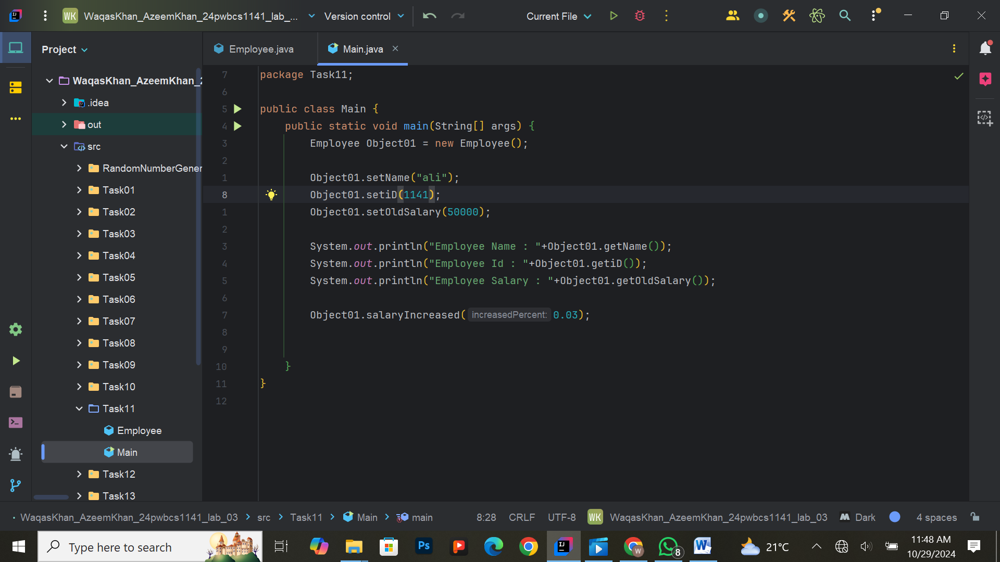 WK WaqasKhan_AzeemKhan_24pwbcs1141_lab_... Version control Current File
Project
Employee.java Main.java
WaqasKhan_AzeemKhan_2
.idea
out
src
RandomNumberGener
Task01
Task02
Task03
Task04
Task05
Task06
Task07
Task08
Task09
Task10
Task11
Employee
Main
Task12
Task13
7 package Task11;
6
5 public class Main {
4 public static void main(String[] args) {
3 Employee Object01 = new Employee();
2
1 Object01.setName("ali");
8 Object01.setiD(1141);
1 Object01.setOldSalary(50000);
2
3 System.out.println("Employee Name : "+Object01.getName());
4 System.out.println("Employee Id : "+Object01.getiD());
5 System.out.println("Employee Salary : "+Object01.getOldSalary());
6
7 Object01.salaryIncreased( increasedPercent: 0.03);
8
9
10 }
11 }
12
WaqasKhan_AzeemKhan_24pwbcs1141_lab_03 > src > Task11 > Main > main 8:28 CRLF UTF-8 WK WaqasKhan_AzeemKhan_24pwbcs1141_lab_03 Dark 4 spaces
Type here to search Ps 8 21°C 11:48 AM
10/29/2024